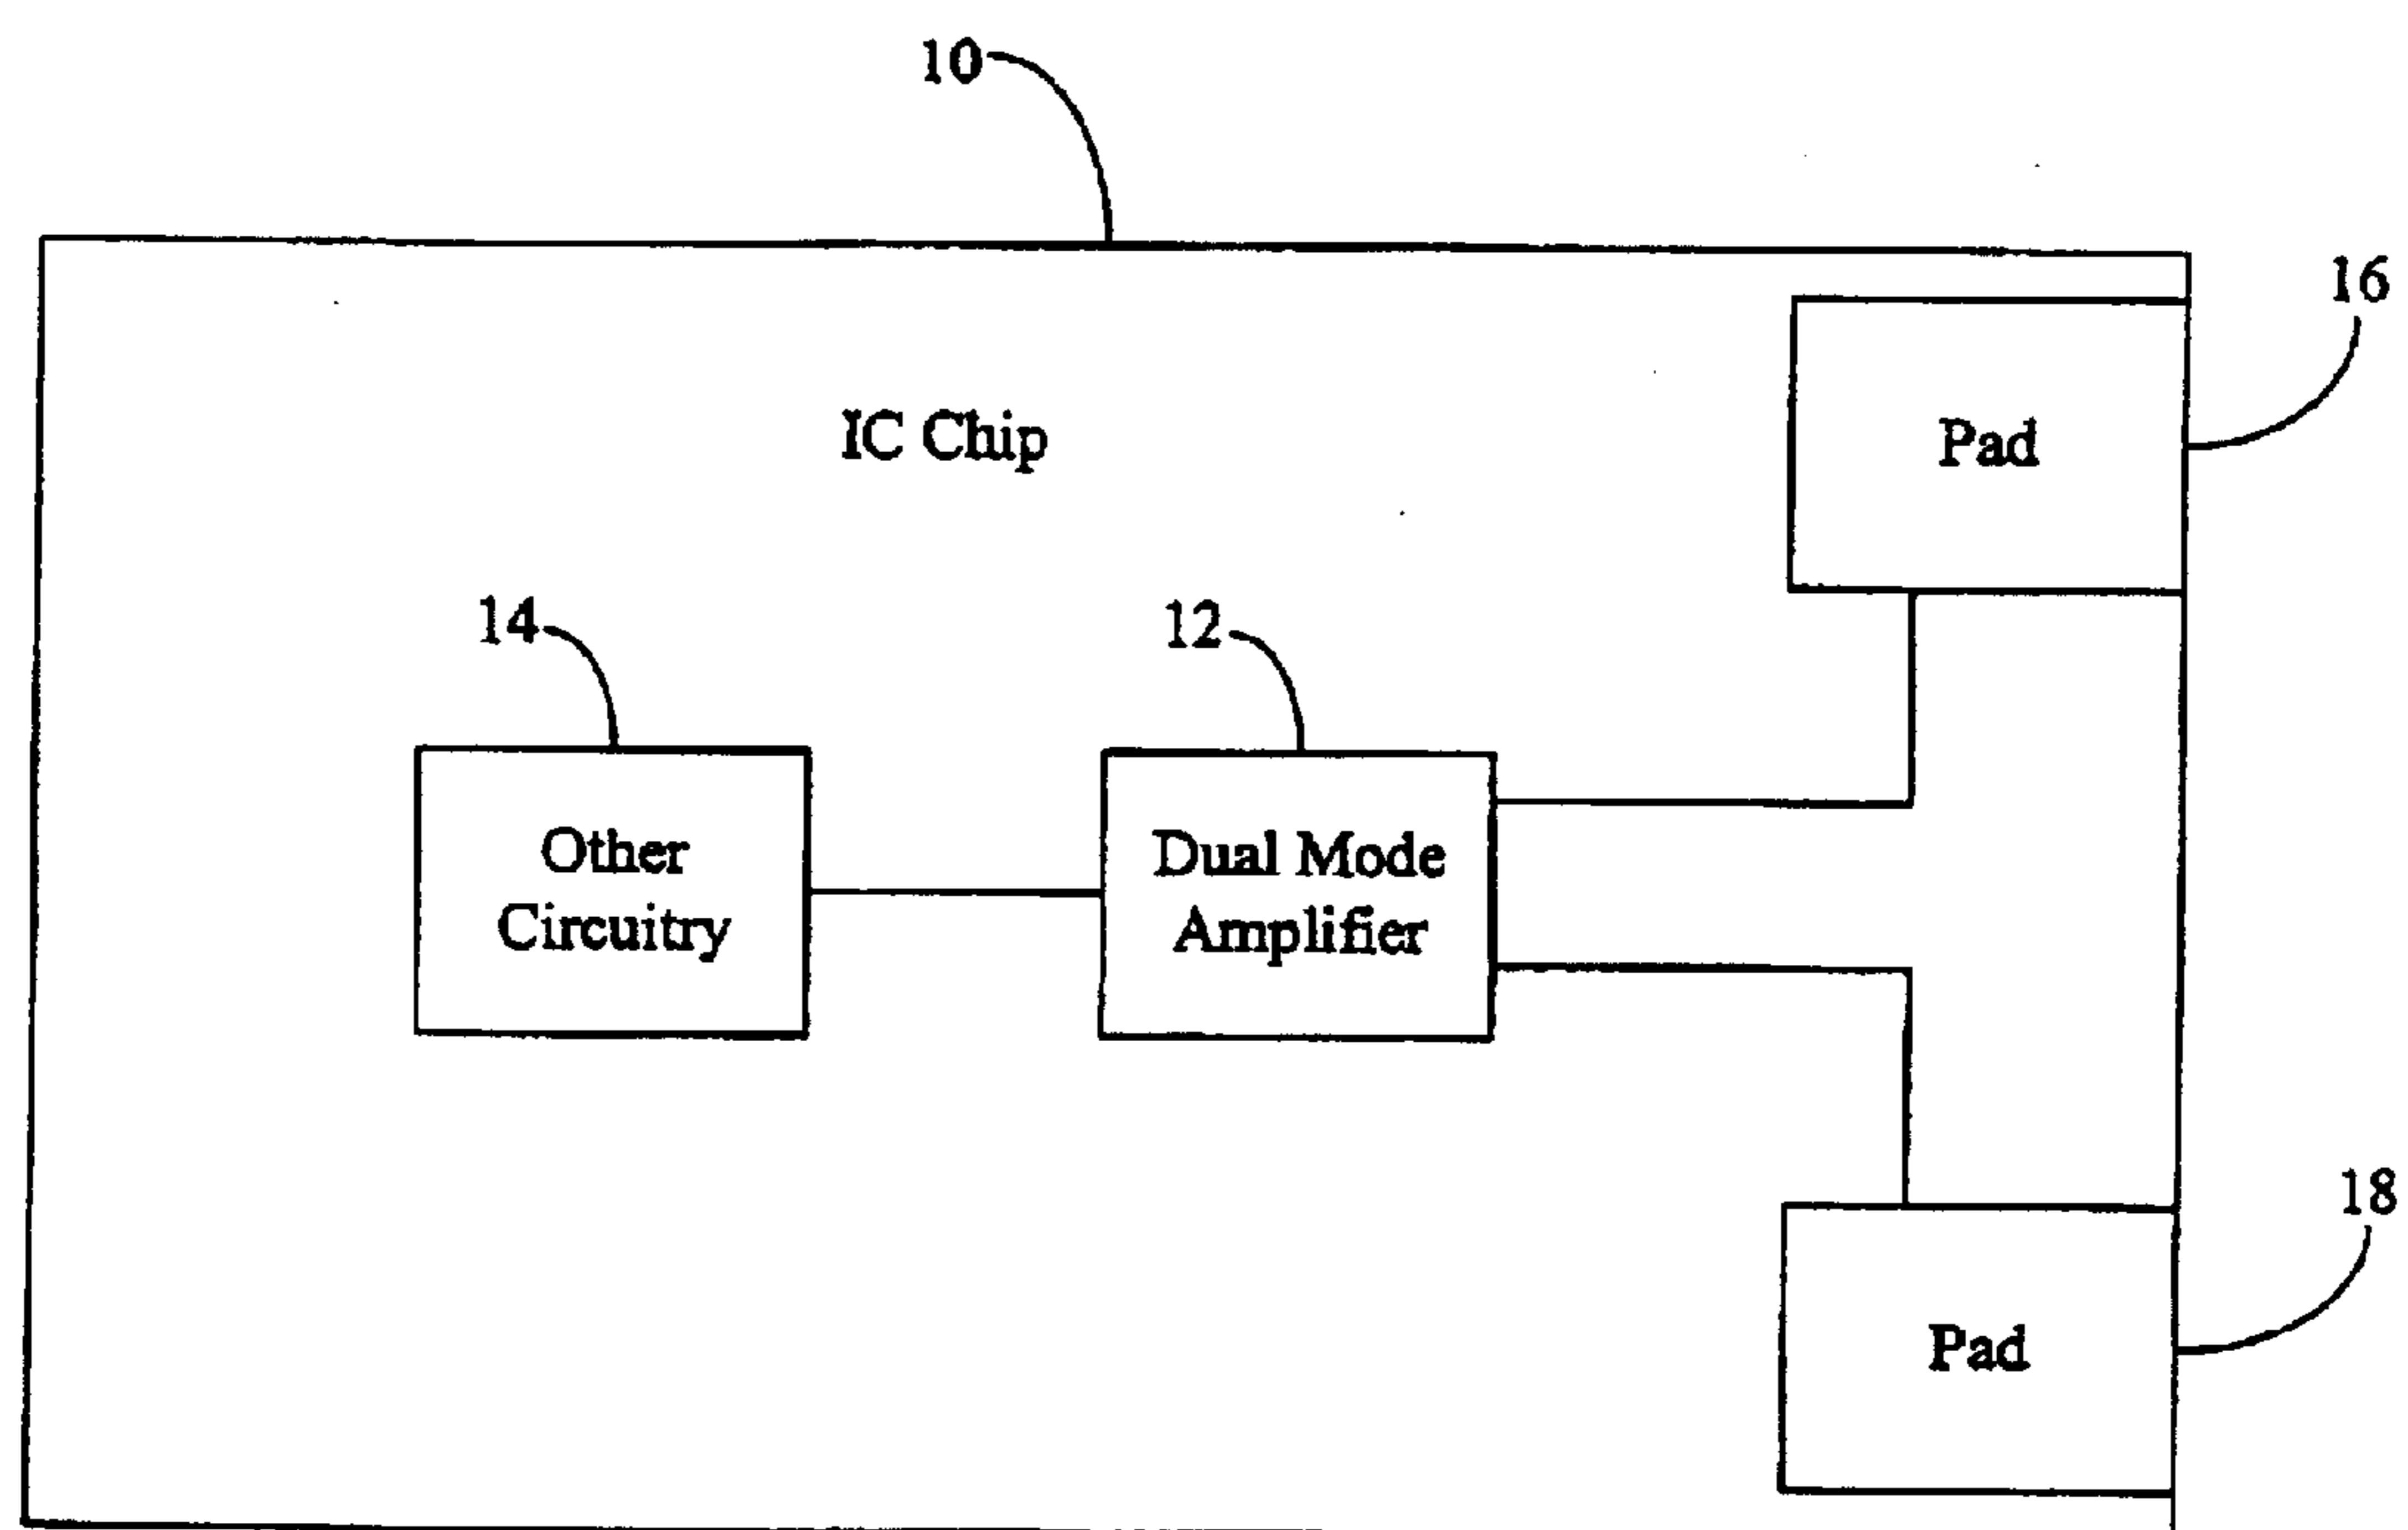 10
16
IC Chip
Pad
14
12
Other
Circuitry
Dual Mode
Amplifier
18
Pad